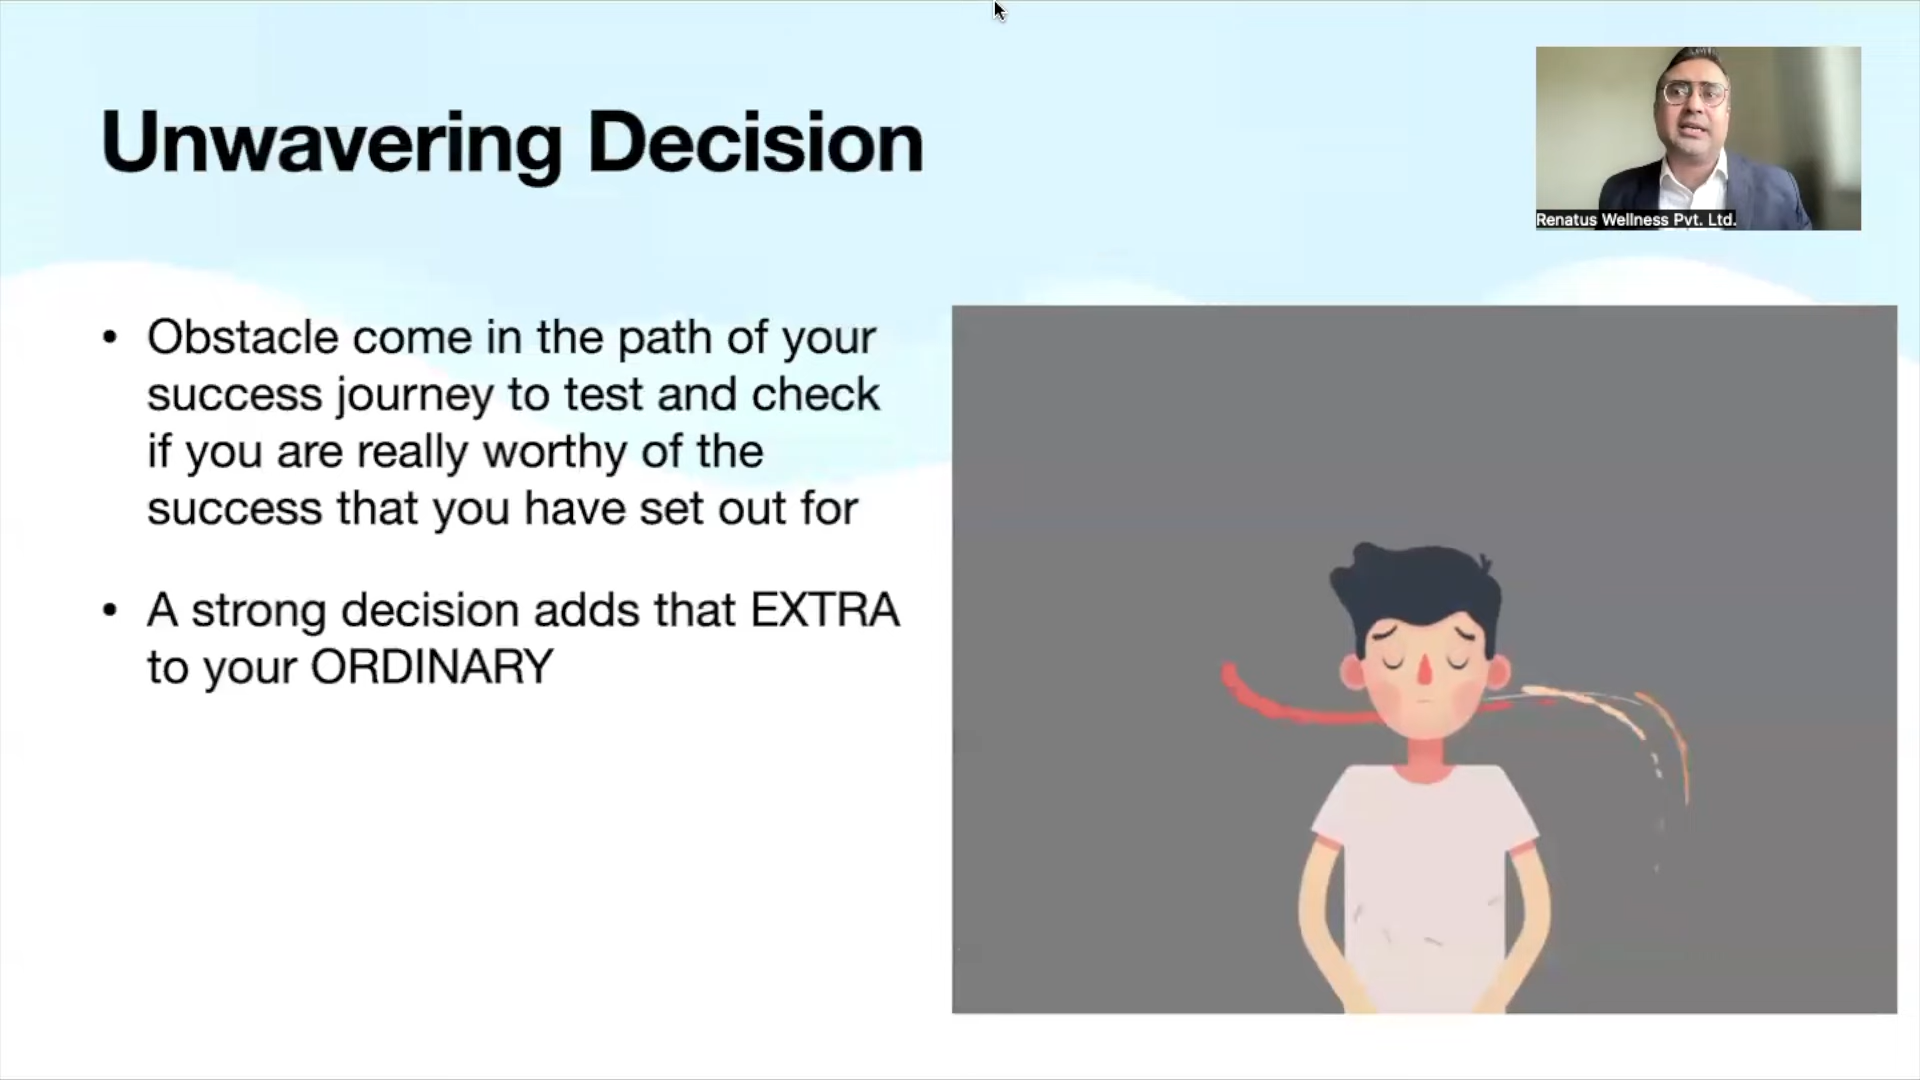 Unwavering Decision
Renatus Wellness Pvt. Ltd.
• Obstacle come in the path of your
success journey to test and check
if you are really worthy of the
success that you have set out for
• A strong decision adds that EXTRA
to your ORDINARY